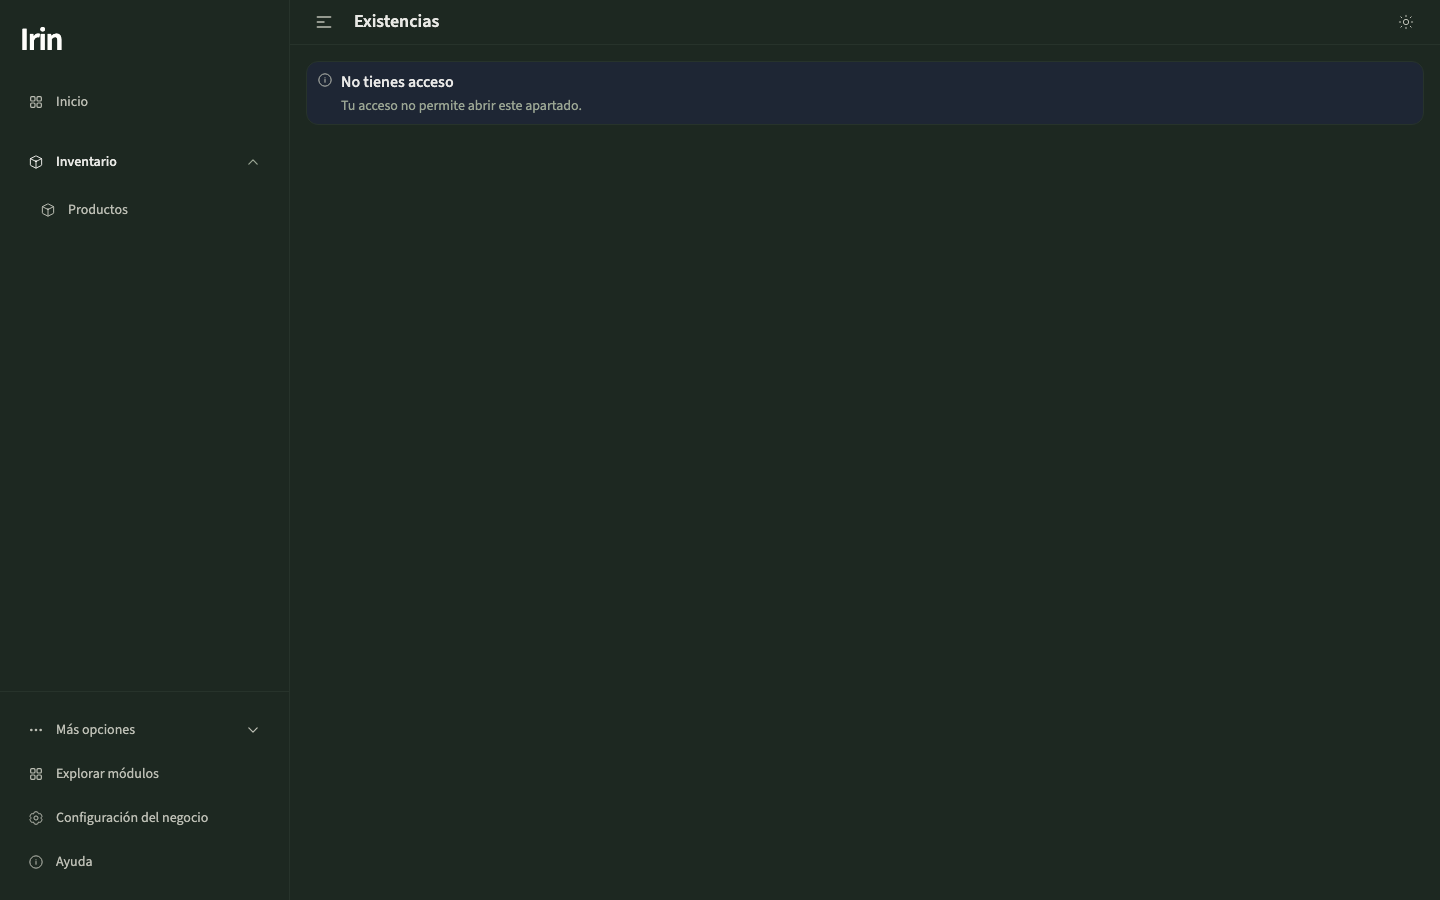 Irin
Inicio
Inventario
Productos
Más opciones
Explorar módulos
Configuración del negocio
Ayuda
Existencias
No tienes acceso
Tu acceso no permite abrir este apartado.